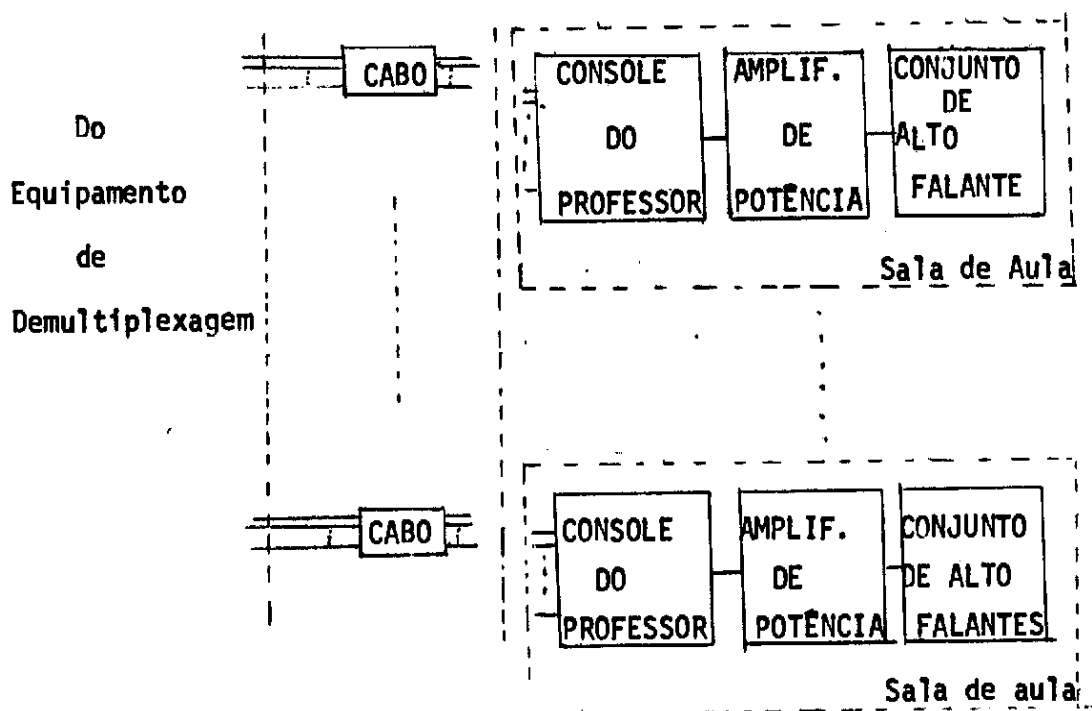 Do
Equipamento
de
Demultiplexagem
CABO
CONSOLE
DO
PROFESSOR
AMPLIF.
DE
POTÊNCIA
CONJUNTO
DE
ALTO
FALANTE
Sala de Aula
CABO
CONSOLE
DO
PROFESSOR
AMPLIF.
DE
POTÊNCIA
CONJUNTO
DE ALTO
FALANTES
Sala de aula